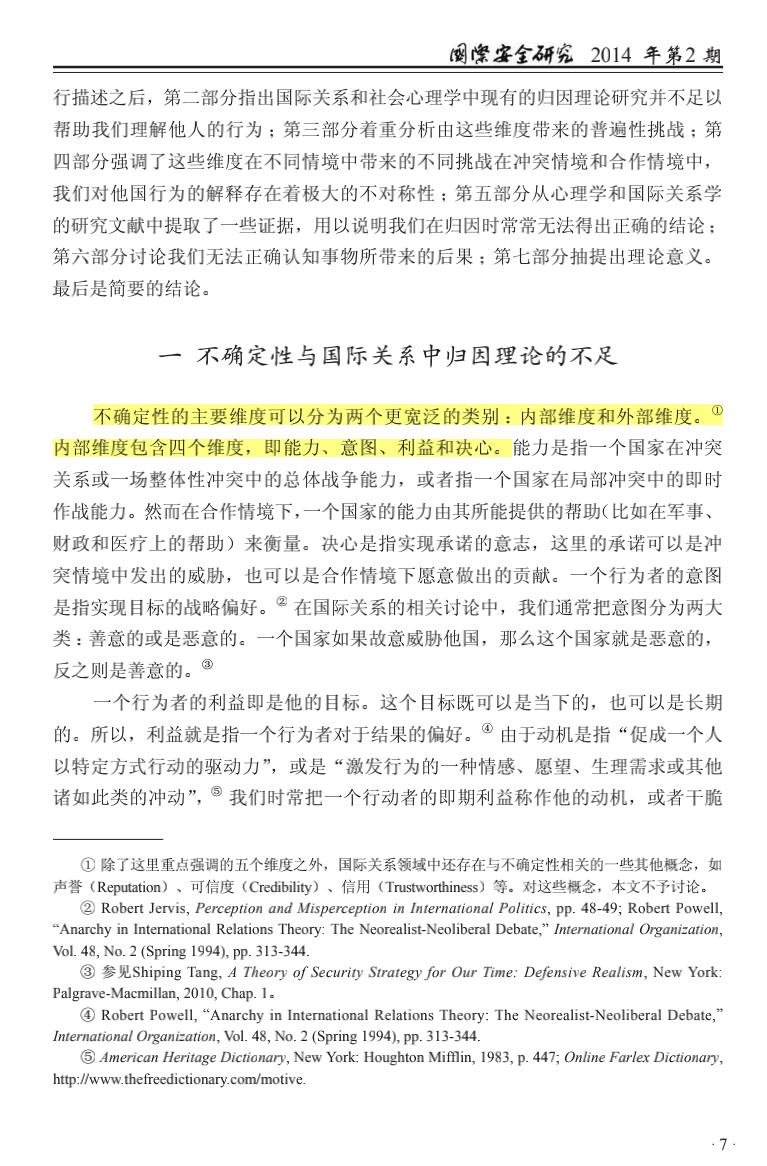 國際安全研究 2014 年第2 期
行描述之后，第二部分指出国际关系和社会心理学中现有的归因理论研究并不足以
帮助我们理解他人的行为；第三部分着重分析由这些维度带来的普遍性挑战；第
四部分强调了这些维度在不同情境中带来的不同挑战在冲突情境和合作情境中，
我们对他国行为的解释存在着极大的不对称性；第五部分从心理学和国际关系学
的研究文献中提取了一些证据，用以说明我们在归因时常常无法得出正确的结论；
第六部分讨论我们无法正确认知事物所带来的后果；第七部分抽提出理论意义。
最后是简要的结论。
一 不确定性与国际关系中归因理论的不足
不确定性的主要维度可以分为两个更宽泛的类别：内部维度和外部维度。①
内部维度包含四个维度，即能力、意图、利益和决心。能力是指一个国家在冲突
关系或一场整体性冲突中的总体战争能力，或者指一个国家在局部冲突中的即时
作战能力。然而在合作情境下，一个国家的能力由其所能提供的帮助（比如在军事、
财政和医疗上的帮助）来衡量。决心是指实现承诺的意志，这里的承诺可以是冲
突情境中发出的威胁，也可以是合作情境下愿意做出的贡献。一个行为者的意图
是指实现目标的战略偏好。② 在国际关系的相关讨论中，我们通常把意图分为两大
类：善意的或是恶意的。一个国家如果故意威胁他国，那么这个国家就是恶意的，
反之则是善意的。③
一个行为者的利益即是他的目标。这个目标既可以是当下的，也可以是长期
的。所以，利益就是指一个行为者对于结果的偏好。④ 由于动机是指“促成一个人
以特定方式行动的驱动力”，或是“激发行为的一种情感、愿望、生理需求或其他
诸如此类的冲动”，⑤ 我们时常把一个行动者的即期利益称作他的动机，或者干脆
① 除了这里重点强调的五个维度之外，国际关系领域中还存在与不确定性相关的一些其他概念，如
声誉（Reputation）、可信度（Credibility）、信用（Trustworthiness）等。对这些概念，本文不予讨论。
② Robert Jervis, Perception and Misperception in International Politics, pp. 48-49; Robert Powell,
“Anarchy in International Relations Theory: The Neorealist-Neoliberal Debate,” International Organization,
Vol. 48, No. 2 (Spring 1994), pp. 313-344.
③ 参见Shiping Tang, A Theory of Security Strategy for Our Time: Defensive Realism, New York:
Palgrave-Macmillan, 2010, Chap. 1。
④ Robert Powell, “Anarchy in International Relations Theory: The Neorealist-Neoliberal Debate,”
International Organization, Vol. 48, No. 2 (Spring 1994), pp. 313-344.
⑤ American Heritage Dictionary, New York: Houghton Mifflin, 1983, p. 447; Online Farlex Dictionary,
http://www.thefreedictionary.com/motive.
· 7 ·